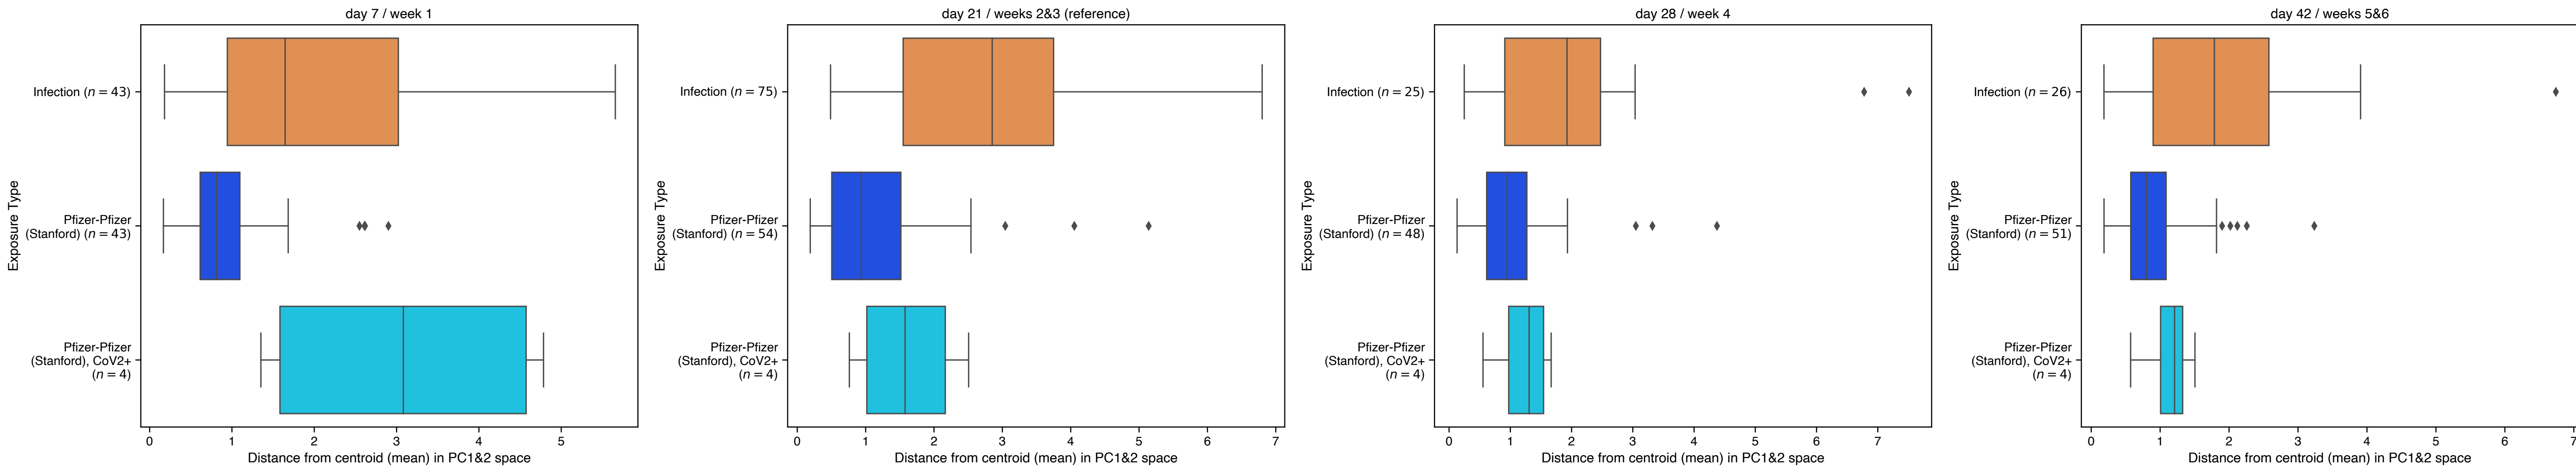 day 7 / week 1
Exposure Type
Infection (n = 43)
Pfizer-Pfizer
(Stanford) (n = 43)
Pfizer-Pfizer
(Stanford), CoV2+
(n = 4)
0 1 2 3 4 5
Distance from centroid (mean) in PC1&2 space
day 21 / weeks 2&3 (reference)
Exposure Type
Infection (n = 75)
Pfizer-Pfizer
(Stanford) (n = 54)
Pfizer-Pfizer
(Stanford), CoV2+
(n = 4)
0 1 2 3 4 5 6 7
Distance from centroid (mean) in PC1&2 space
day 28 / week 4
Exposure Type
Infection (n = 25)
Pfizer-Pfizer
(Stanford) (n = 48)
Pfizer-Pfizer
(Stanford), CoV2+
(n = 4)
0 1 2 3 4 5 6 7
Distance from centroid (mean) in PC1&2 space
day 42 / weeks 5&6
Exposure Type
Infection (n = 26)
Pfizer-Pfizer
(Stanford) (n = 51)
Pfizer-Pfizer
(Stanford), CoV2+
(n = 4)
0 1 2 3 4 5 6 7
Distance from centroid (mean) in PC1&2 space